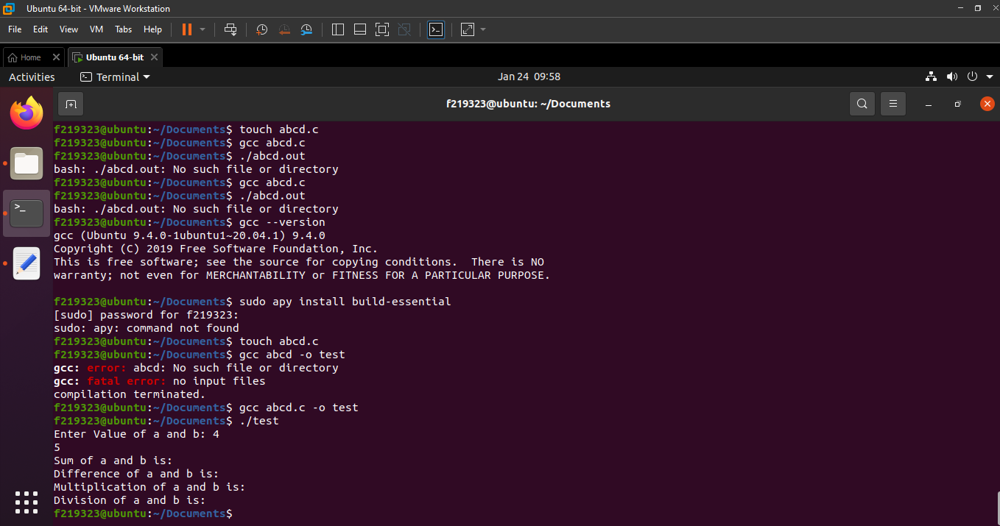 Ubuntu 64-bit - VMware Workstation
File Edit View VM Tabs Help
Home Ubuntu 64-bit
Activities Terminal Jan 24 09:58
f219323@ubuntu: ~/Documents
f219323@ubuntu:~/Documents$ touch abcd.c
f219323@ubuntu:~/Documents$ gcc abcd.c
f219323@ubuntu:~/Documents$ ./abcd.out
bash: ./abcd.out: No such file or directory
f219323@ubuntu:~/Documents$ gcc abcd.c
f219323@ubuntu:~/Documents$ ./abcd.out
bash: ./abcd.out: No such file or directory
f219323@ubuntu:~/Documents$ gcc --version
gcc (Ubuntu 9.4.0-1ubuntu1~20.04.1) 9.4.0
Copyright (C) 2019 Free Software Foundation, Inc.
This is free software; see the source for copying conditions.  There is NO
warranty; not even for MERCHANTABILITY or FITNESS FOR A PARTICULAR PURPOSE.
f219323@ubuntu:~/Documents$ sudo apy install build-essential
[sudo] password for f219323:
sudo: apy: command not found
f219323@ubuntu:~/Documents$ touch abcd.c
f219323@ubuntu:~/Documents$ gcc abcd -o test
gcc: error: abcd: No such file or directory
gcc: fatal error: no input files
compilation terminated.
f219323@ubuntu:~/Documents$ gcc abcd.c -o test
f219323@ubuntu:~/Documents$ ./test
Enter Value of a and b: 4
5
Sum of a and b is:
Difference of a and b is:
Multiplication of a and b is:
Division of a and b is:
f219323@ubuntu:~/Documents$